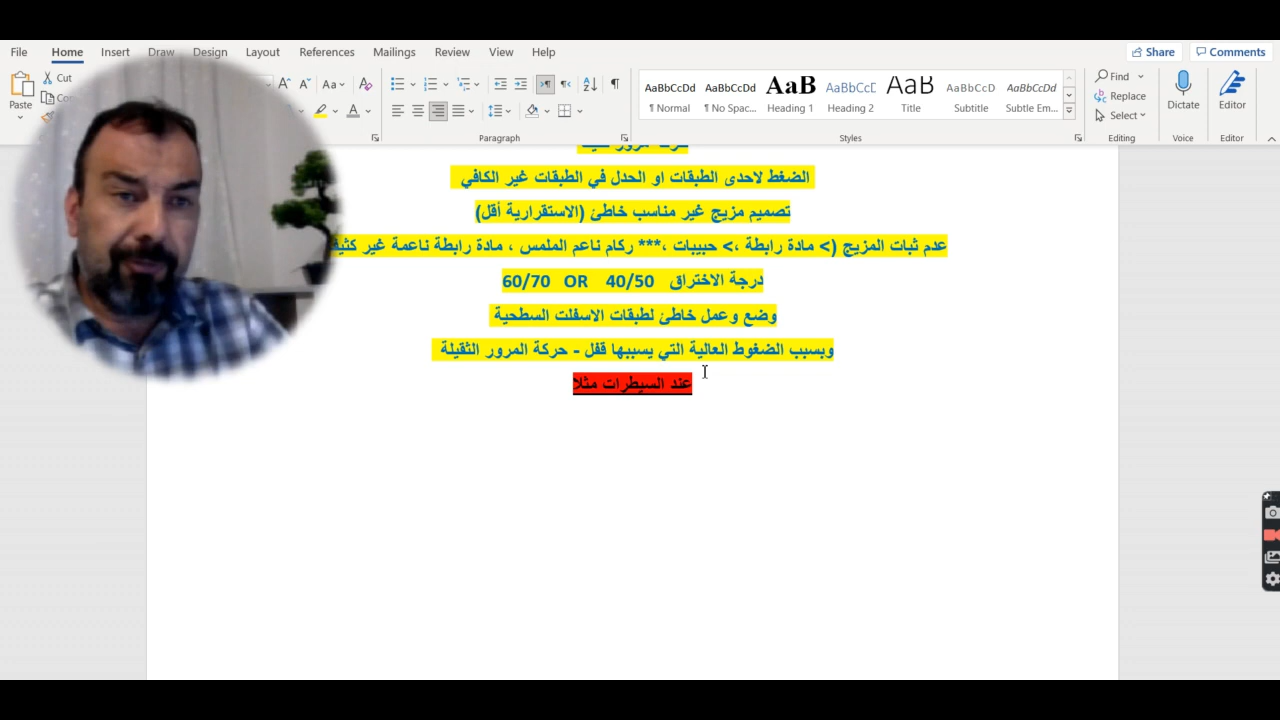 File Home Insert Draw Design Layout References Mailings Review View Help Share Comments
Cut
Paste
Paragraph Styles Editing Voice Editor
AaBbCcDd AaBbCcDd AaB AaBbCcD AaB AaBbCcD AaBbCcDd
¶ Normal ¶ No Spac... Heading 1 Heading 2 Title Subtitle Subtle Em...
Find
Replace
Select
Dictate
Editor
الضغط لاحدى الطبقات او الحدل في الطبقات غير الكافي
تصميم مزيج غير مناسب خاطئ (الاستقرارية أقل)
عدم ثبات المزيج (> مادة رابطة ،> حبيبات ،*** ركام ناعم الملمس ، مادة رابطة ناعمة غير
درجة الاختراق 40/50 OR 60/70
وضع وعمل خاطئ لطبقات الاسفلت السطحية
وبسبب الضغوط العالية التي يسببها قفل - حركة المرور الثقيلة
عند السيطرات مثلا